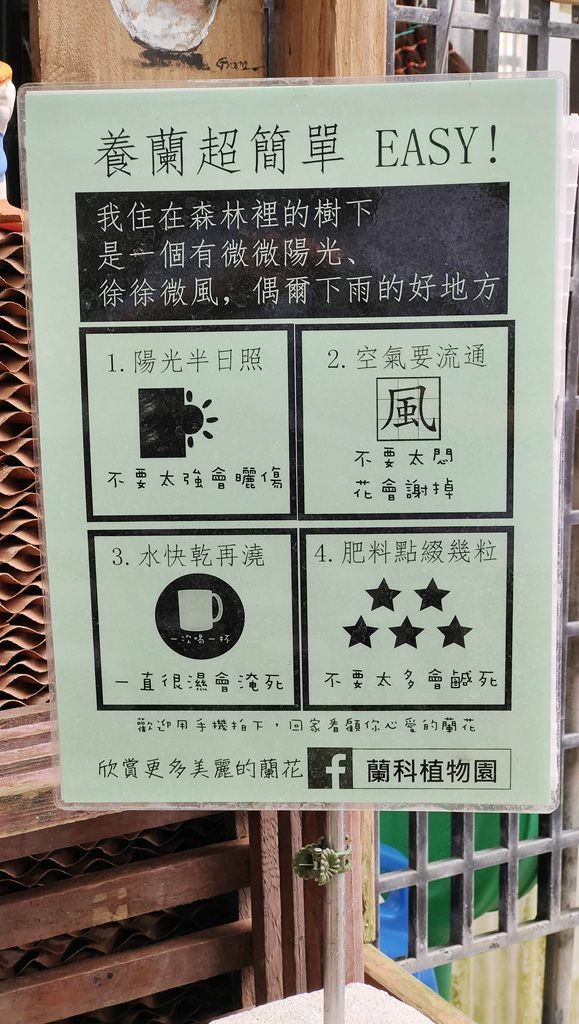 養蘭超簡單 EASY!
我住在森林裡的樹下
是一個有微微陽光、
徐徐微風，偶爾下雨的好地方
1.陽光半日照
不要太強會曬傷
2.空氣要流通
風
不要太悶
花會謝掉
3.水快乾再澆
一次喝一杯
一直很濕會淹死
4.肥料點綴幾粒
不要太多會鹹死
歡迎用手機拍下，回家看顧你心愛的蘭花
欣賞更多美麗的蘭花 f 蘭科植物園